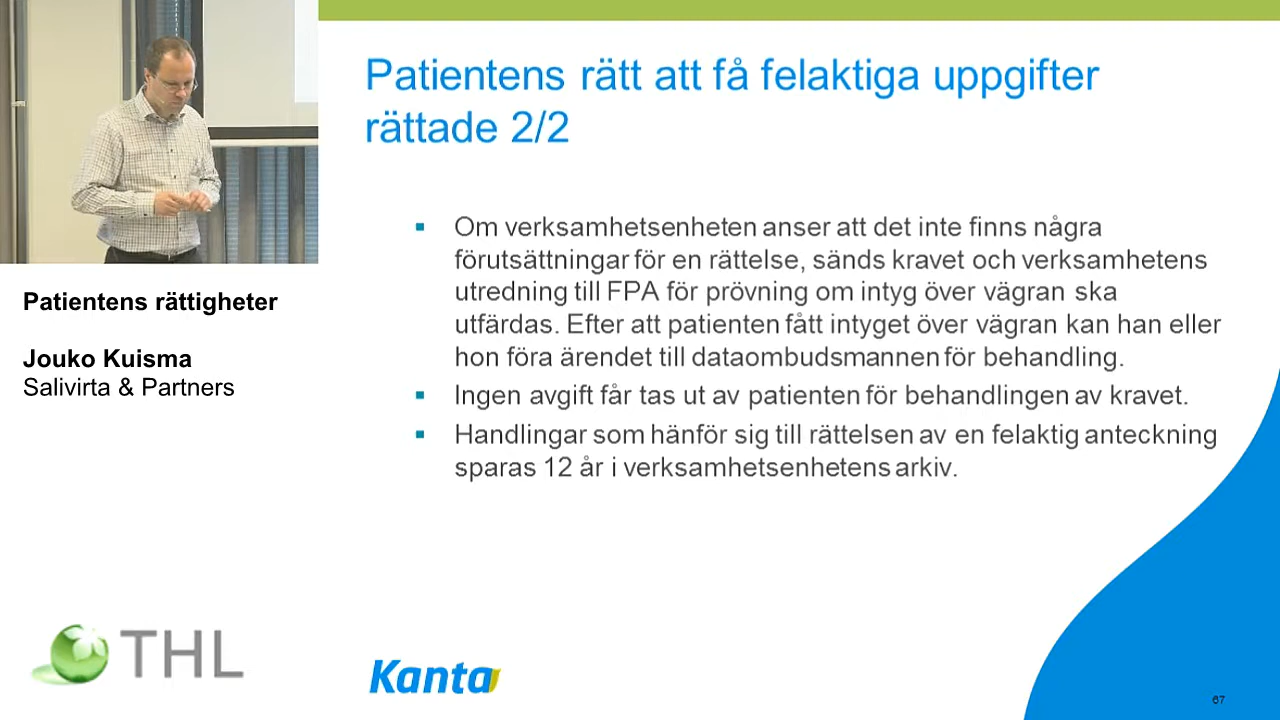 Patientens rätt att få felaktiga uppgifter
rättade 2/2
Om verksamhetsenheten anser att det inte finns några
förutsättningar för en rättelse, sänds kravet och verksamhetens
utredning till FPA för prövning om intyg över vägran ska
utfärdas. Efter att patienten fått intyget över vägran kan han eller
hon föra ärendet till dataombudsmannen för behandling.
Ingen avgift får tas ut av patienten för behandlingen av kravet.
Handlingar som hänför sig till rättelsen av en felaktig anteckning
sparas 12 år i verksamhetsenhetens arkiv.
Patientens rättigheter
Jouko Kuisma
Salivirta & Partners
THL
Kanta
67